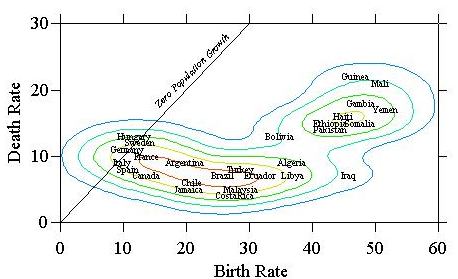 30
Zero Population Growth
Guinea
Mali
20
Gambia
Yemen
Haiti
Ethiopia Somalia
Pakistan
Hungary
Bolivia
Sweden
Germany
10
France
Italy
Argentina
Algeria
Spain
Turkey
Canada
Brazil
Ecuador
Libya
Iraq
Chile
Jamaica
Malaysia
CostaRica
0
0
10
20
30
40
50
60
Death Rate
Birth Rate